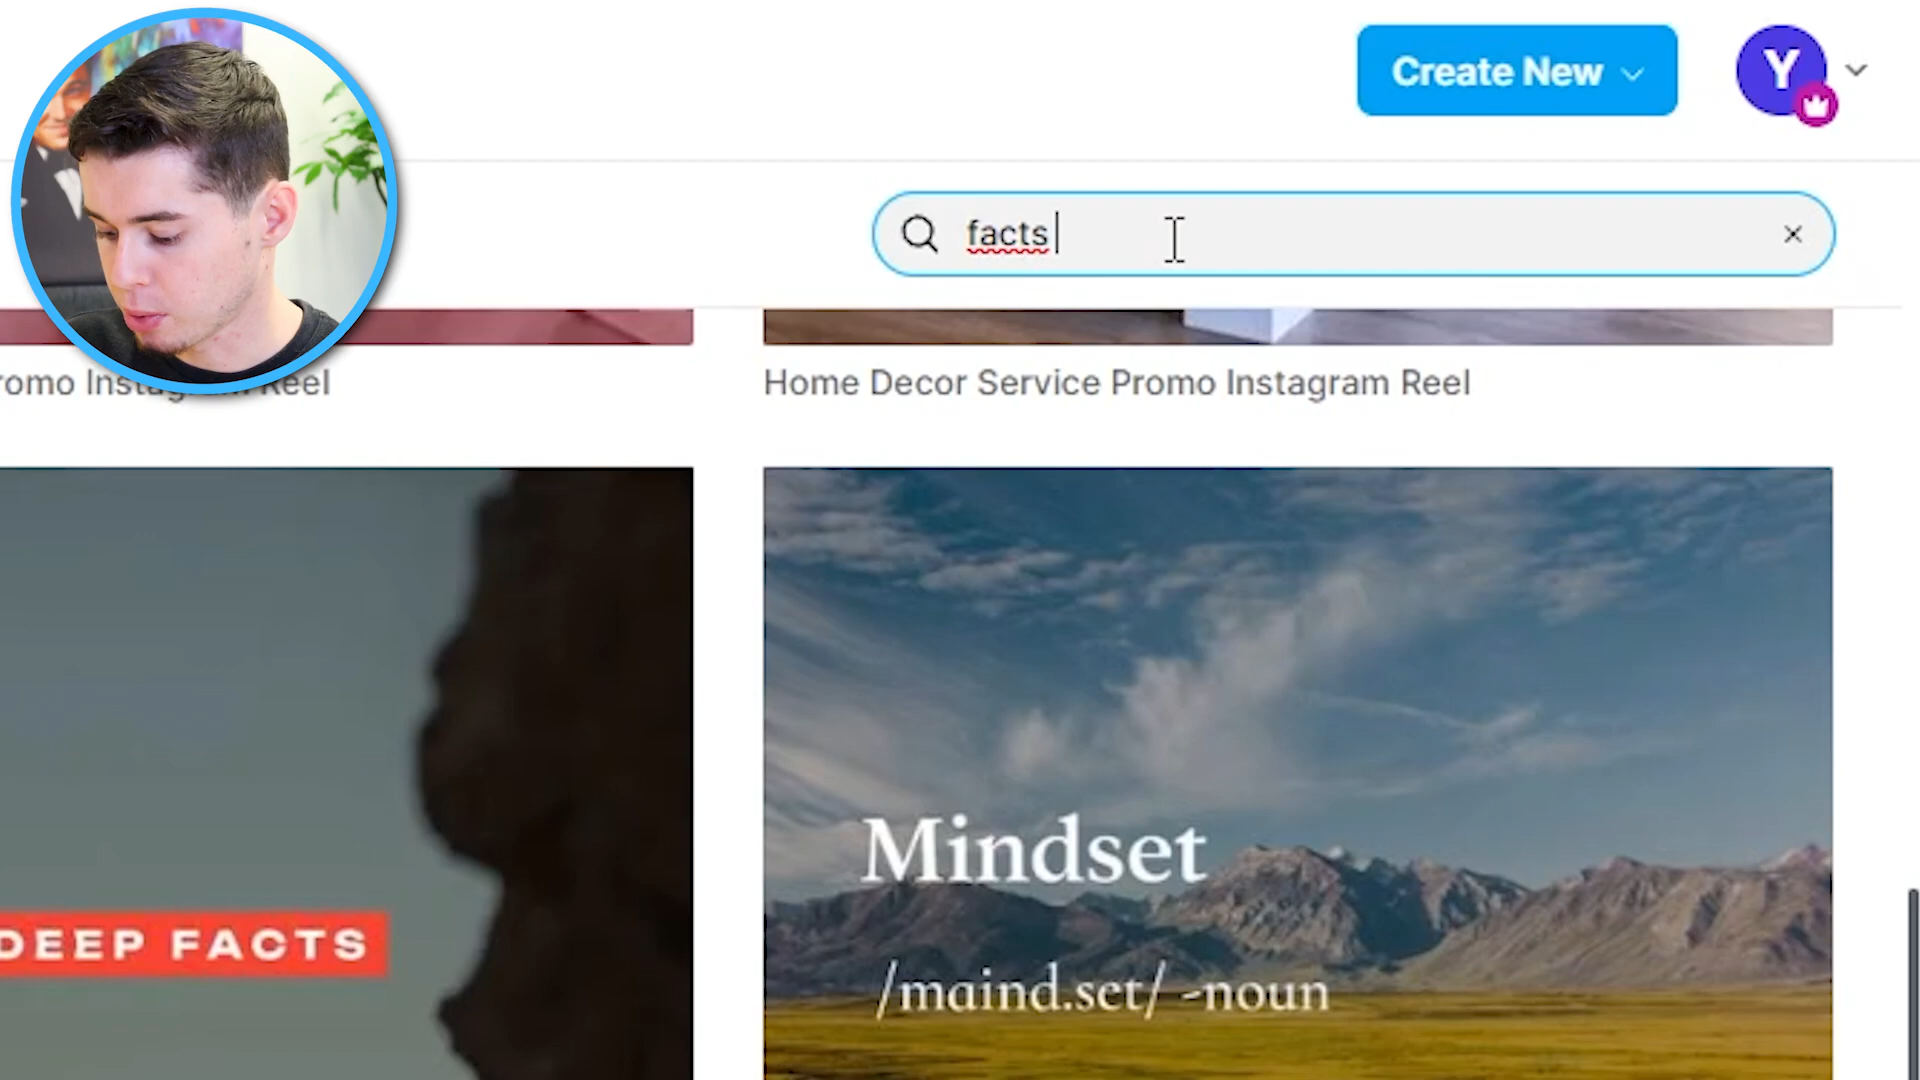 Create New
Y
facts
Home Decor Service Promo Instagram Reel
DEEP FACTS
Mindset
/maind.set/ -noun